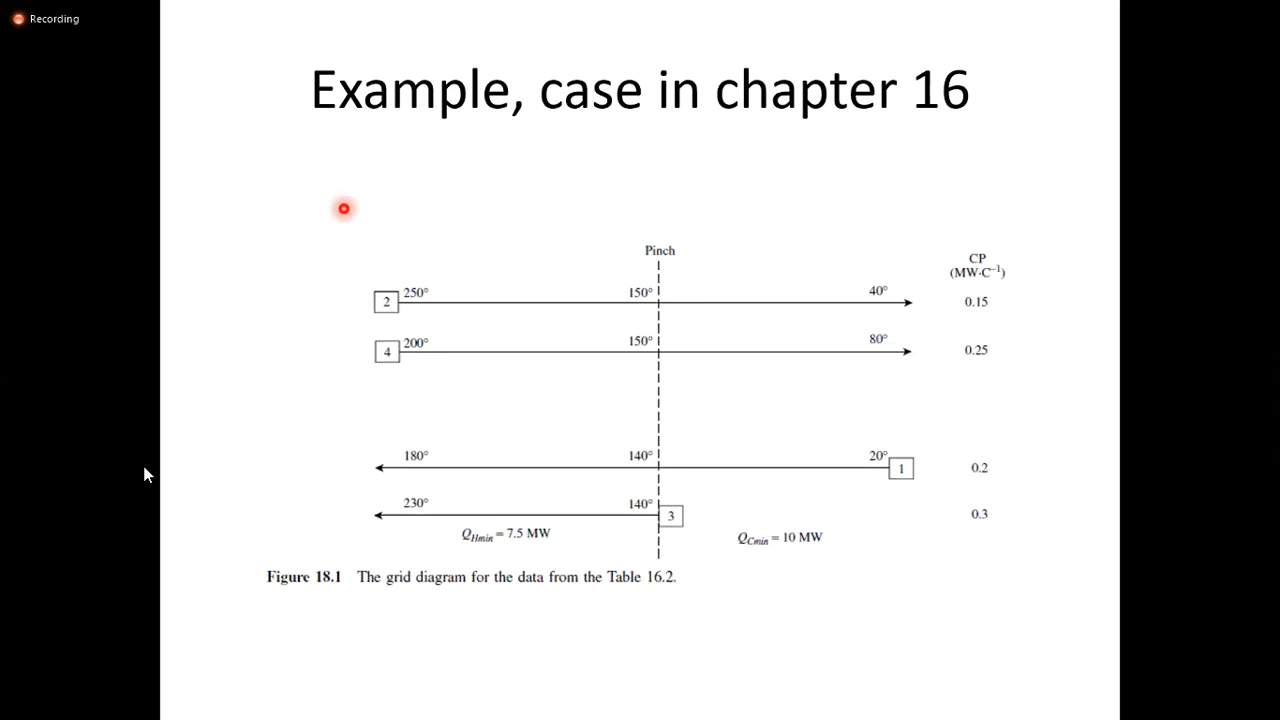 Recording
Example, case in chapter 16
Pinch
CP
(MW·C⁻¹)
2 250° 150° 40° 0.15
4 200° 150° 80° 0.25
180° 140° 20° 1 0.2
230° 140° 3 0.3
QHmin = 7.5 MW QCmin = 10 MW
Figure 18.1 The grid diagram for the data from the Table 16.2.